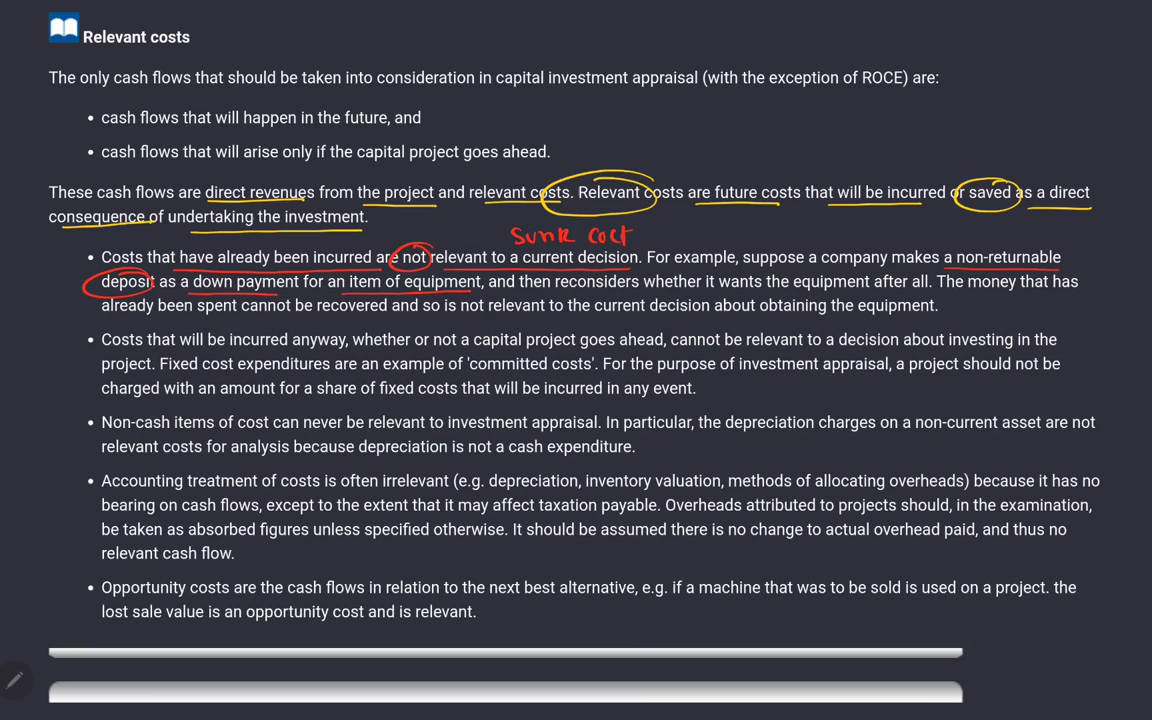 Relevant costs
The only cash flows that should be taken into consideration in capital investment appraisal (with the exception of ROCE) are:
• cash flows that will happen in the future, and
• cash flows that will arise only if the capital project goes ahead.
These cash flows are direct revenues from the project and relevant costs. Relevant costs are future costs that will be incurred or saved as a direct
consequence of undertaking the investment.
Sunk cost
• Costs that have already been incurred are not relevant to a current decision. For example, suppose a company makes a non-returnable
deposit as a down payment for an item of equipment, and then reconsiders whether it wants the equipment after all. The money that has
already been spent cannot be recovered and so is not relevant to the current decision about obtaining the equipment.
• Costs that will be incurred anyway, whether or not a capital project goes ahead, cannot be relevant to a decision about investing in the
project. Fixed cost expenditures are an example of 'committed costs'. For the purpose of investment appraisal, a project should not be
charged with an amount for a share of fixed costs that will be incurred in any event.
• Non-cash items of cost can never be relevant to investment appraisal. In particular, the depreciation charges on a non-current asset are not
relevant costs for analysis because depreciation is not a cash expenditure.
• Accounting treatment of costs is often irrelevant (e.g. depreciation, inventory valuation, methods of allocating overheads) because it has no
bearing on cash flows, except to the extent that it may affect taxation payable. Overheads attributed to projects should, in the examination,
be taken as absorbed figures unless specified otherwise. It should be assumed there is no change to actual overhead paid, and thus no
relevant cash flow.
• Opportunity costs are the cash flows in relation to the next best alternative, e.g. if a machine that was to be sold is used on a project. the
lost sale value is an opportunity cost and is relevant.